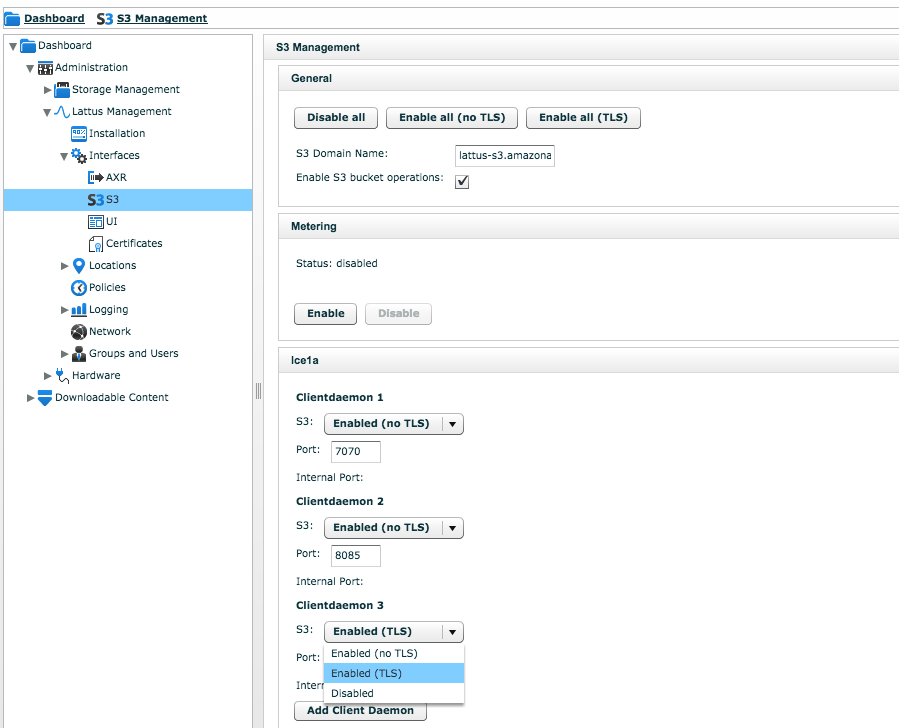 Dashboard S3 S3 Management
Dashboard
Administration
Storage Management
Lattus Management
Installation
Interfaces
AXR
S3 S3
UI
Certificates
Locations
Policies
Logging
Network
Groups and Users
Hardware
Downloadable Content
S3 Management
General
Disable all Enable all (no TLS) Enable all (TLS)
S3 Domain Name: lattus-s3.amazona
Enable S3 bucket operations:
Metering
Status: disabled
Enable Disable
Ice1a
Clientdaemon 1
S3: Enabled (no TLS)
Port: 7070
Internal Port:
Clientdaemon 2
S3: Enabled (no TLS)
Port: 8085
Internal Port:
Clientdaemon 3
S3: Enabled (TLS)
Enabled (no TLS)
Port:
Enabled (TLS)
Intern
Disabled
Add Client Daemon